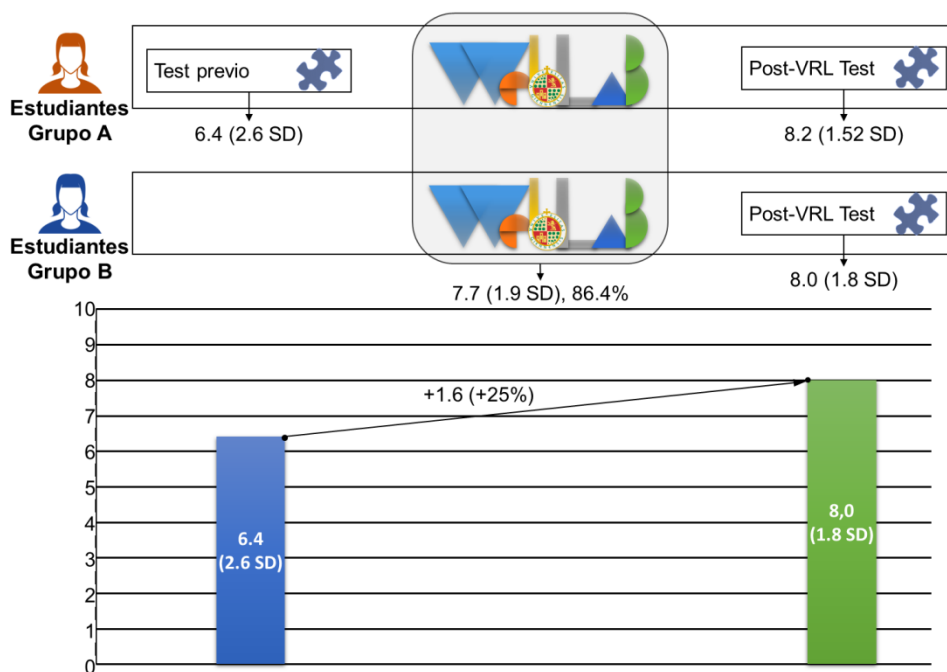 Estudiantes
Grupo A
Test previo
6.4 (2.6 SD)
WeLAB
Post-VRL Test
8.2 (1.52 SD)
Estudiantes
Grupo B
WeLAB
Post-VRL Test
8.0 (1.8 SD)
7.7 (1.9 SD), 86.4%
10
9
8
7
6
5
4
3
2
1
0
+1.6 (+25%)
6.4
(2.6 SD)
8,0
(1.8 SD)